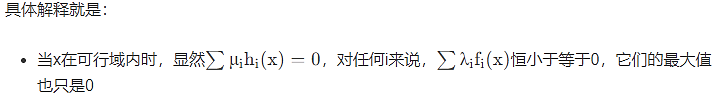 具体解释就是：
• 当x在可行域内时，显然∑μᵢhᵢ(x) = 0，对任何i来说，∑λᵢfᵢ(x)恒小于等于0，它们的最大值
也只是0